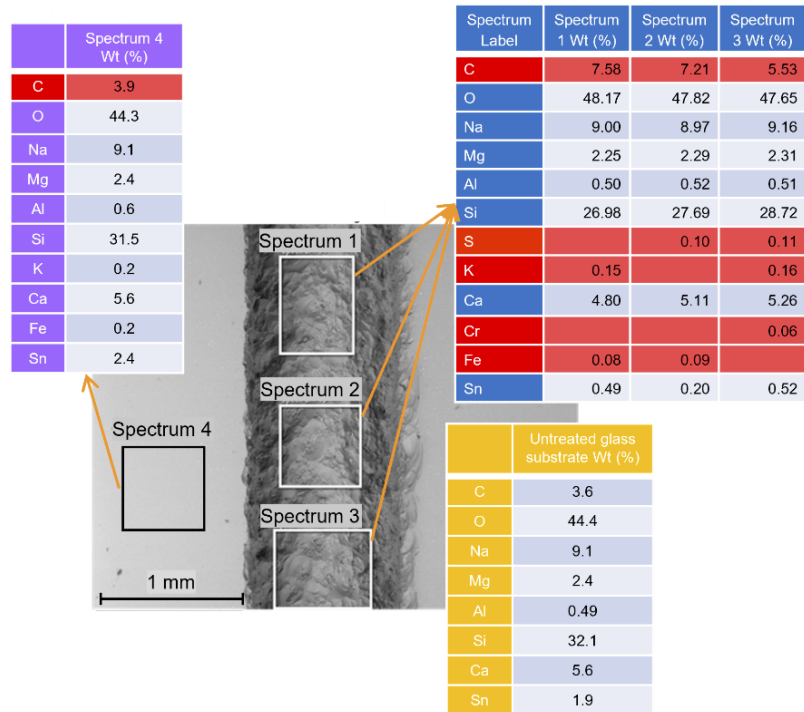 Spectrum 4
Wt (%)
C 3.9
O 44.3
Na 9.1
Mg 2.4
Al 0.6
Si 31.5
K 0.2
Ca 5.6
Fe 0.2
Sn 2.4
Spectrum Label Spectrum 1 Wt (%) Spectrum 2 Wt (%) Spectrum 3 Wt (%)
C 7.58 7.21 5.53
O 48.17 47.82 47.65
Na 9.00 8.97 9.16
Mg 2.25 2.29 2.31
Al 0.50 0.52 0.51
Si 26.98 27.69 28.72
S 0.10 0.11
K 0.15 0.16
Ca 4.80 5.11 5.26
Cr 0.06
Fe 0.08 0.09
Sn 0.49 0.20 0.52
Spectrum 1
Spectrum 2
Spectrum 4
Spectrum 3
1 mm
Untreated glass
substrate Wt (%)
C 3.6
O 44.4
Na 9.1
Mg 2.4
Al 0.49
Si 32.1
Ca 5.6
Sn 1.9